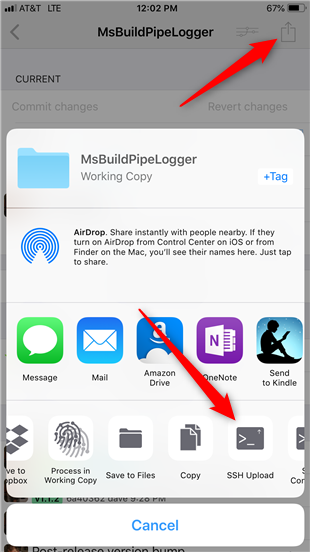 AT&T LTE 12:02 PM 67%
MsBuildPipeLogger
CURRENT
Commit changes Revert changes
MsBuildPipeLogger
Working Copy
+Tag
AirDrop. Share instantly with people nearby. If they
turn on AirDrop from Control Center on iOS or from
Finder on the Mac, you'll see their names here. Just tap
to share.
Message Mail Amazon Drive OneNote Send to Kindle
ve to
pbox
Process in
Working Copy
Save to Files
Copy
SSH Upload
S
Co
v1.1.2 6a40362 dave 9:28 PM
Cancel
Post-release version bump